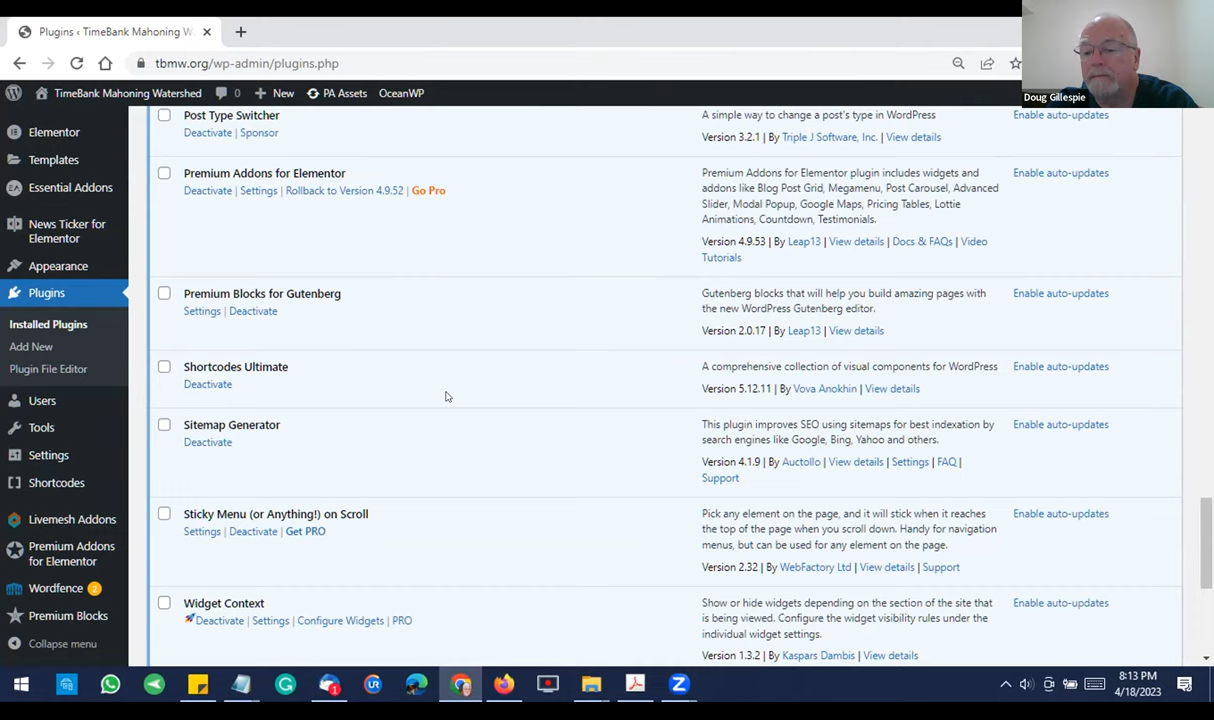 Plugins ‹ TimeBank Mahoning W
tbmw.org/wp-admin/plugins.php
Doug Gillespie
TimeBank Mahoning Watershed
0
New
PA Assets
OceanWP
Elementor
Templates
Essential Addons
News Ticker for
Elementor
Appearance
Plugins
Installed Plugins
Add New
Plugin File Editor
Users
Tools
Settings
Shortcodes
Livemesh Addons
Premium Addons
for Elementor
Wordfence 2
Premium Blocks
Collapse menu
Post Type Switcher
Deactivate | Sponsor
A simple way to change a post's type in WordPress
Version 3.2.1 | By Triple J Software, Inc. | View details
Enable auto-updates
Premium Addons for Elementor
Deactivate | Settings | Rollback to Version 4.9.52 | Go Pro
Premium Addons for Elementor plugin includes widgets and
addons like Blog Post Grid, Megamenu, Post Carousel, Advanced
Slider, Modal Popup, Google Maps, Pricing Tables, Lottie
Animations, Countdown, Testimonials.
Version 4.9.53 | By Leap13 | View details | Docs & FAQs | Video
Tutorials
Enable auto-updates
Premium Blocks for Gutenberg
Settings | Deactivate
Gutenberg blocks that will help you build amazing pages with
the new WordPress Gutenberg editor.
Version 2.0.17 | By Leap13 | View details
Enable auto-updates
Shortcodes Ultimate
Deactivate
A comprehensive collection of visual components for WordPress
Version 5.12.11 | By Vova Anokhin | View details
Enable auto-updates
Sitemap Generator
Deactivate
This plugin improves SEO using sitemaps for best indexation by
search engines like Google, Bing, Yahoo and others.
Version 4.1.9 | By Auctollo | View details | Settings | FAQ |
Support
Enable auto-updates
Sticky Menu (or Anything!) on Scroll
Settings | Deactivate | Get PRO
Pick any element on the page, and it will stick when it reaches
the top of the page when you scroll down. Handy for navigation
menus, but can be used for any element on the page.
Version 2.32 | By WebFactory Ltd | View details | Support
Enable auto-updates
Widget Context
Deactivate | Settings | Configure Widgets | PRO
Show or hide widgets depending on the section of the site that
is being viewed. Configure the widget visibility rules under the
individual widget settings.
Version 1.3.2 | By Kaspars Dambis | View details
Enable auto-updates
8:13 PM
4/18/2023